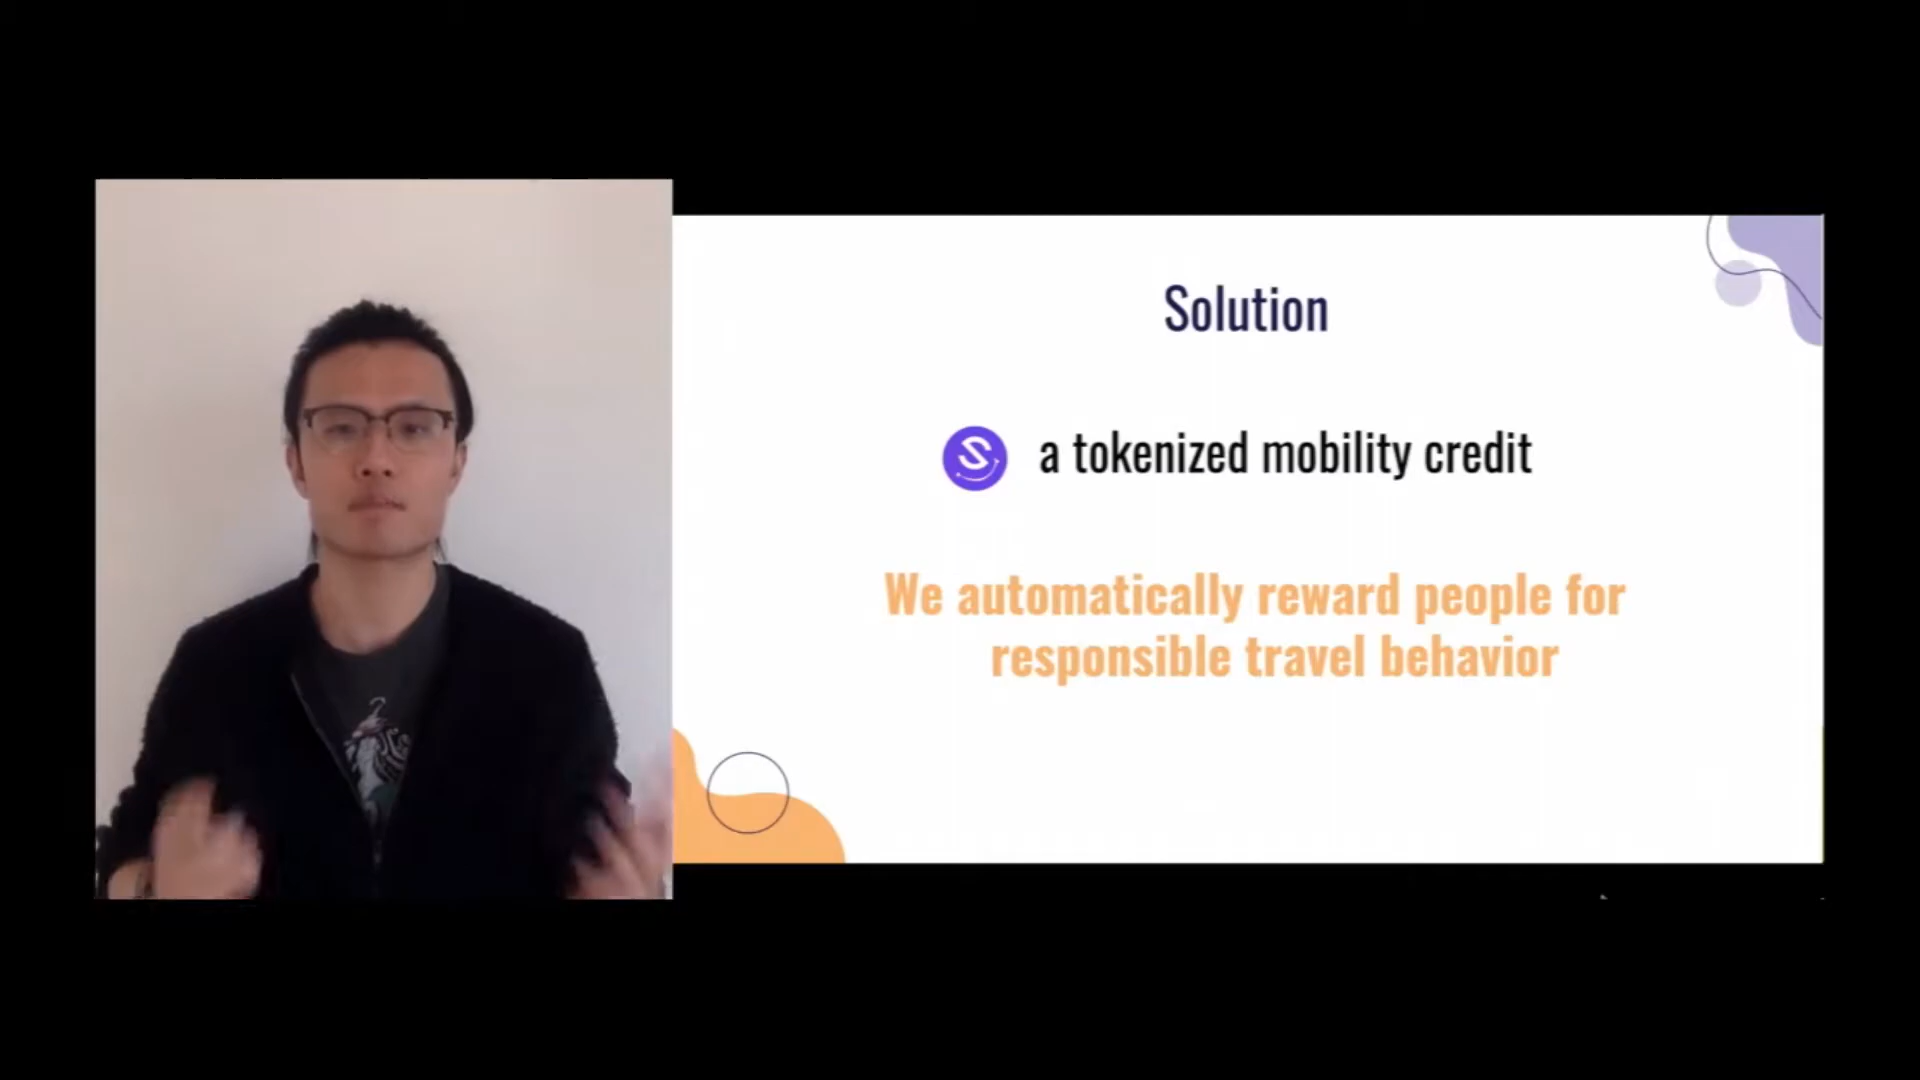 Solution
a tokenized mobility credit
We automatically reward people for
responsible travel behavior